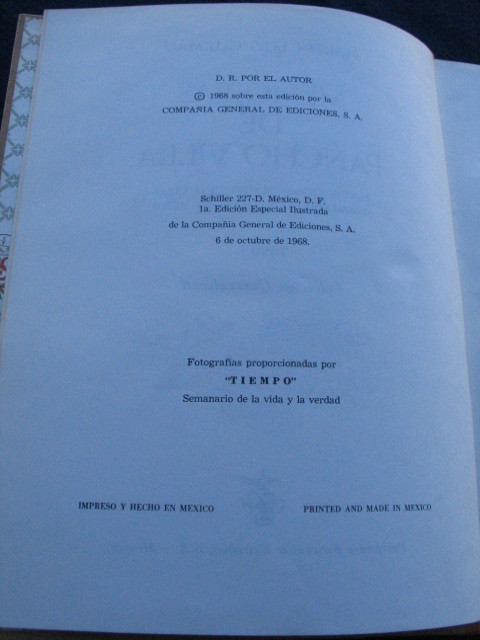 D. R. POR EL AUTOR
© 1968 sobre esta edición por la
COMPAÑIA GENERAL DE EDICIONES, S. A.
Schiller 227-D. México, D. F.
1a. Edición Especial Ilustrada
de la Compañía General de Ediciones, S. A.
6 de octubre de 1968.
Fotografías proporcionadas por
"TIEMPO"
Semanario de la vida y la verdad
IMPRESO Y HECHO EN MEXICO
PRINTED AND MADE IN MEXICO